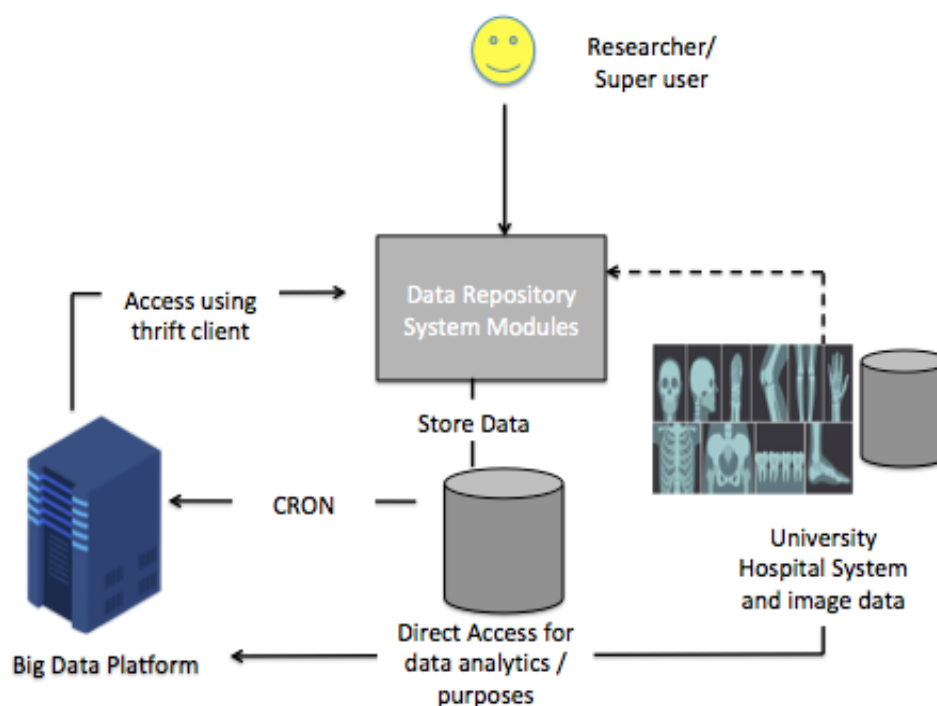 Researcher/
Super user
Data Repository
System Modules
Access using
thrift client
Store Data
CRON
University
Hospital System
and image data
Direct Access for
data analytics /
purposes
Big Data Platform